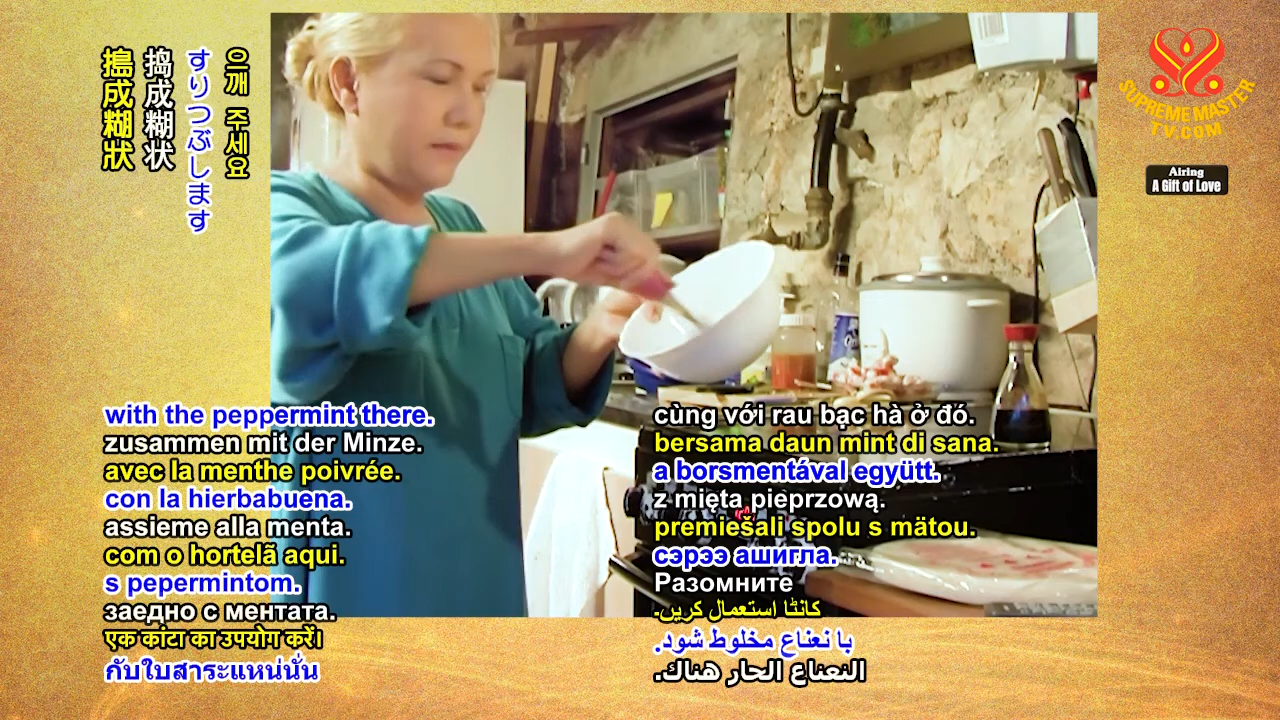 搗成糊狀
捣成糊状
すりつぶします
으깨 주세요
SUPREME MASTER
TV.COM
Airing
A Gift of Love
with the peppermint there.
zusammen mit der Minze.
avec la menthe poivrée.
con la hierbabuena.
assieme alla menta.
com o hortelã aqui.
s pepermintom.
заедно с ментата.
एक कांटा का उपयोग करें।
กับใบสาระแหน่นั่น
cùng với rau bạc hà ở đó.
bersama daun mint di sana.
a borsmentával együtt.
z miętą pieprzową.
premiešali spolu s mätou.
сэрээ ашигла.
Разомните
کانٹا استعمال کریں.
با نعناع مخلوط شود.
النعناع الحار هناك.